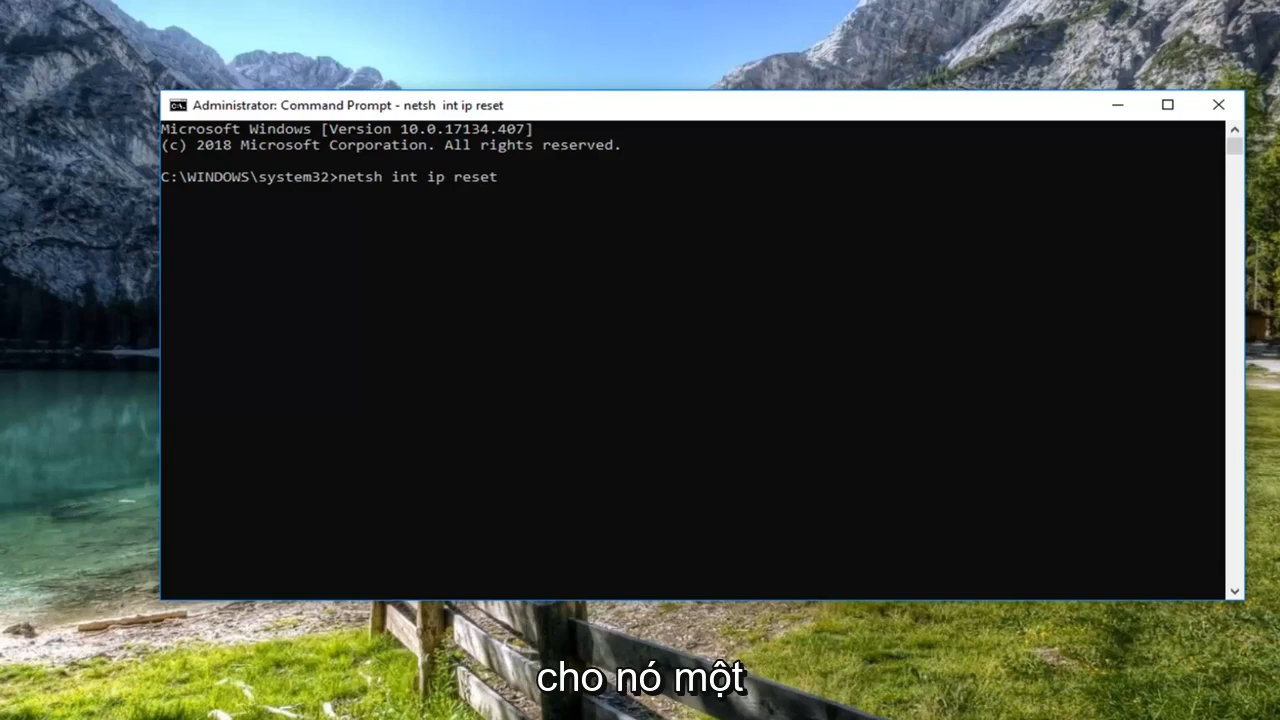 Administrator: Command Prompt - netsh  int ip reset
Microsoft Windows [Version 10.0.17134.407]
(c) 2018 Microsoft Corporation. All rights reserved.
C:\WINDOWS\system32>netsh int ip reset
cho nó một